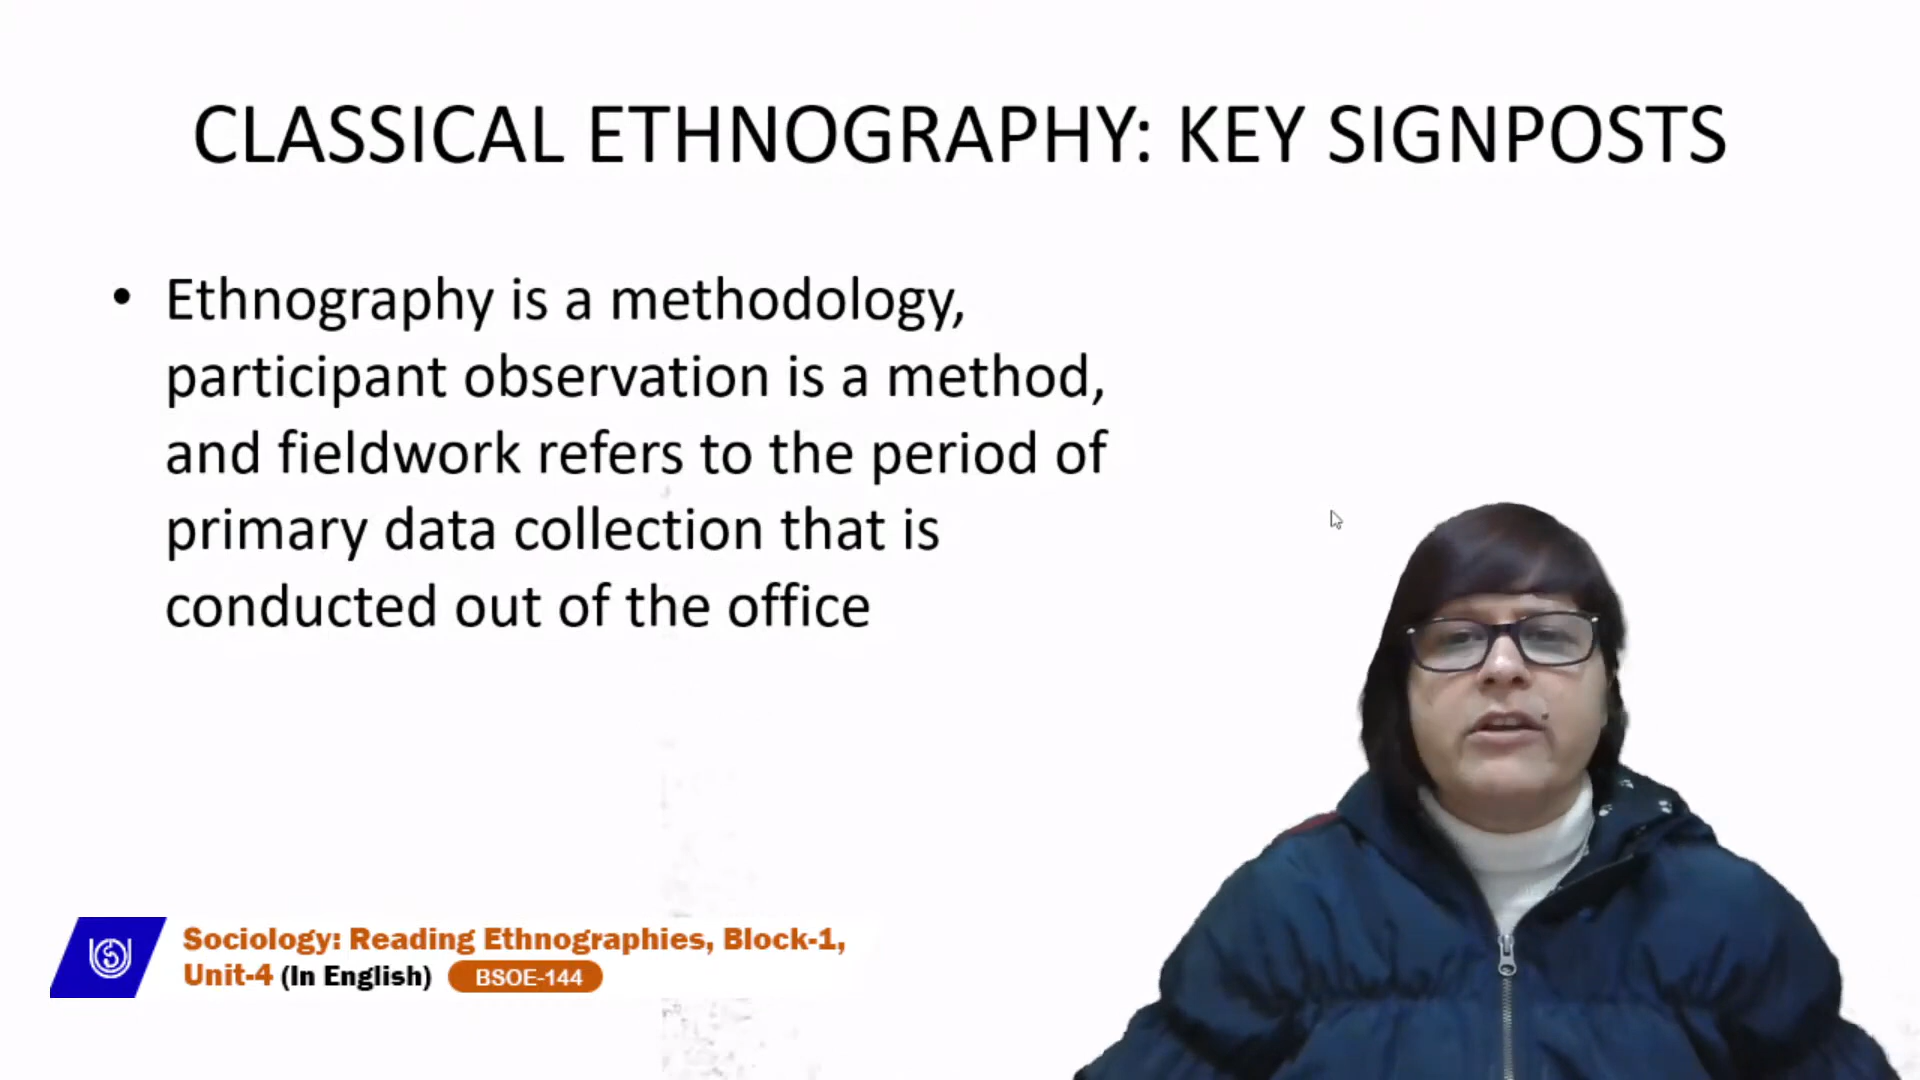 CLASSICAL ETHNOGRAPHY: KEY SIGNPOSTS
• Ethnography is a methodology,
participant observation is a method,
and fieldwork refers to the period of
primary data collection that is
conducted out of the office
Sociology: Reading Ethnographies, Block-1,
Unit-4 (In English) BSOE-144